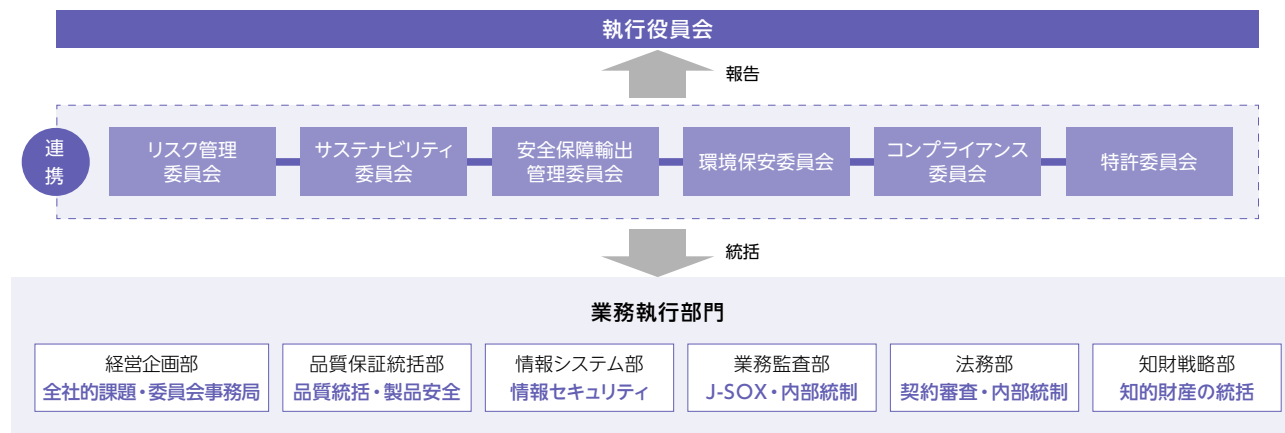 執行役員会
報告
連携
リスク管理
委員会
サステナビリティ
委員会
安全保障輸出
管理委員会
環境保安委員会
コンプライアンス
委員会
特許委員会
統括
業務執行部門
経営企画部
全社的課題・委員会事務局
品質保証統括部
品質統括・製品安全
情報システム部
情報セキュリティ
業務監査部
J-SOX・内部統制
法務部
契約審査・内部統制
知財戦略部
知的財産の統括